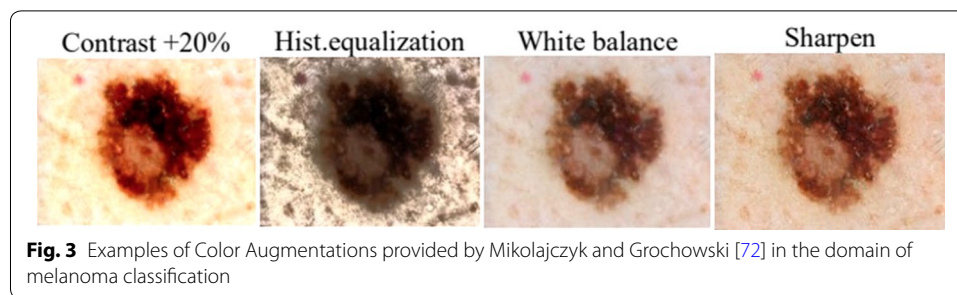 Contrast +20% Hist.equalization White balance Sharpen
Fig. 3 Examples of Color Augmentations provided by Mikolajczyk and Grochowski [72] in the domain of
melanoma classification